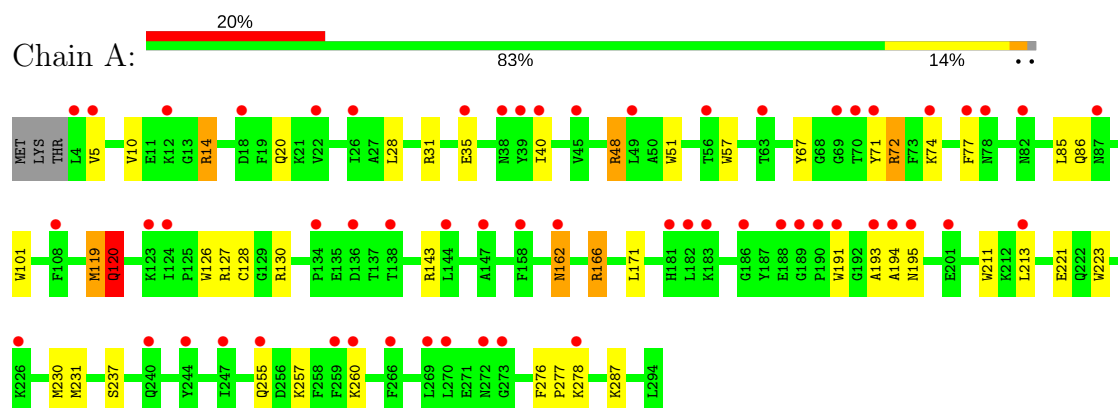 20%
Chain A:
83% 14% • •
MET LYS THR L4 V5 V10 E11 K12 G13 R14 D18 F19 Q20 K21 V22 I26 A27 L28 R31 E35 N38 Y39 I40 V45 R48 L49 A50 W51 T56 W57 T63 Y67 G68 G69 T70 Y71 R72 F73 K74 F77 N78 N82 L85 Q86 N87
W101 F108 M119 Q120 K123 I124 P125 W126 R127 C128 G129 R130 P134 E135 D136 T137 T138 R143 L144 A147 F158 N162 R166 L171 H181 L182 K183 G186 Y187 E188 G189 P190 W191 G192 A193 A194 N195 E201 W211 K212 L213 E221 Q222 W223
K226 M230 M231 S237 Q240 Y244 I247 Q255 D256 K257 F258 F259 K260 F266 L269 L270 E271 N272 G273 F276 P277 K278 K287 L294